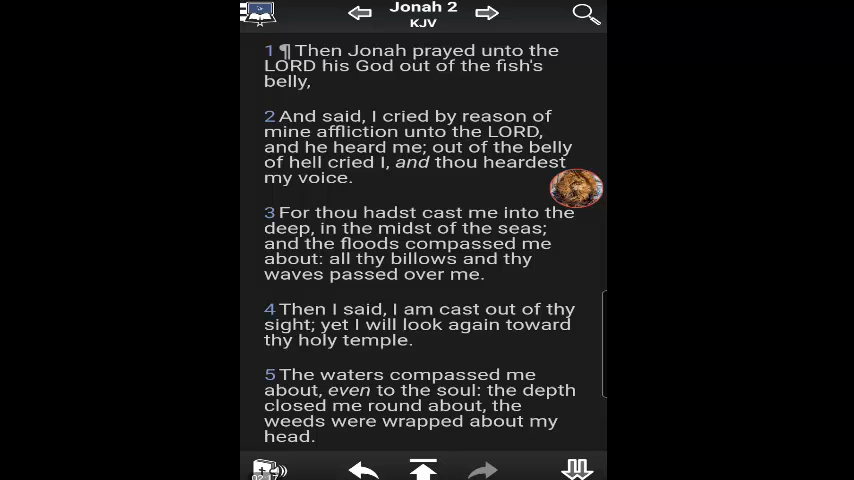 Jonah 2
KJV
1 ¶ Then Jonah prayed unto the
LORD his God out of the fish's
belly,
2 And said, I cried by reason of
mine affliction unto the LORD,
and he heard me; out of the belly
of hell cried I, and thou heardest
my voice.
3 For thou hadst cast me into the
deep, in the midst of the seas;
and the floods compassed me
about: all thy billows and thy
waves passed over me.
4 Then I said, I am cast out of thy
sight; yet I will look again toward
thy holy temple.
5 The waters compassed me
about, even to the soul: the depth
closed me round about, the
weeds were wrapped about my
head.
02:17